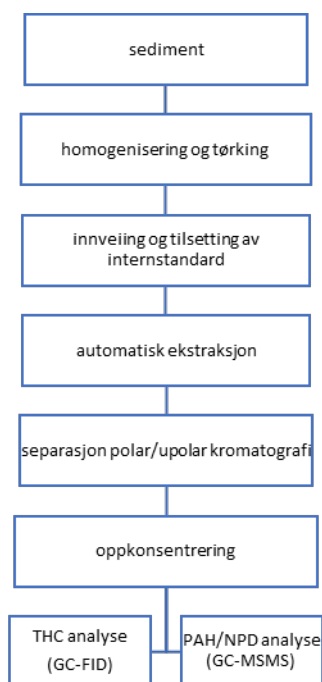 sediment
homogenisering og tørking
innveiing og tilsetting av
internstandard
automatisk ekstraksjon
separasjon polar/upolar kromatografi
oppkonsentrering
THC analyse
(GC-FID)
PAH/NPD analyse
(GC-MSMS)